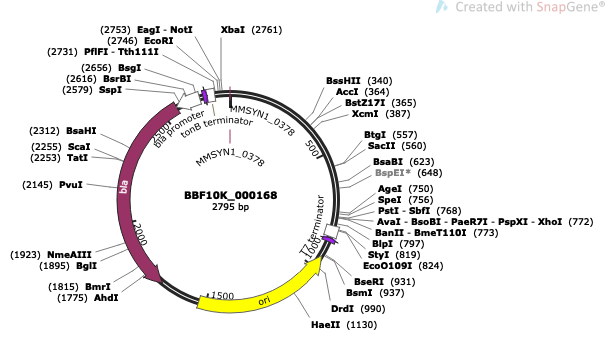 Created with SnapGene®
(2753) EagI - NotI
(2746) EcoRI
(2731) PflFI - Tth111I
(2656) BsgI
(2616) BsrBI
(2579) SspI
XbaI (2761)
BssHII (340)
AccI (364)
BstZ17I (365)
XcmI (387)
BtgI (557)
SacII (560)
BsaBI (623)
BspEI* (648)
AgeI (750)
SpeI (756)
PstI - SbfI (768)
AvaI - BsoBI - PaeR7I - PspXI - XhoI (772)
BanII - BmeT110I (773)
BlpI (797)
StyI (819)
EcoO109I (824)
BseRI (931)
BsmI (937)
DrdI (990)
HaeII (1130)
(2312) BsaHI
(2255) ScaI
(2253) TatI
(2145) PvuI
(1923) NmeAIII
(1895) BglI
(1815) BmrI
(1775) AhdI
bla promoter
tonB terminator
MMSYN1_0378
MMSYN1_0378
T7 terminator
bla
ori
500
1000
1500
2000
2500
BBF10K_000168
2795 bp